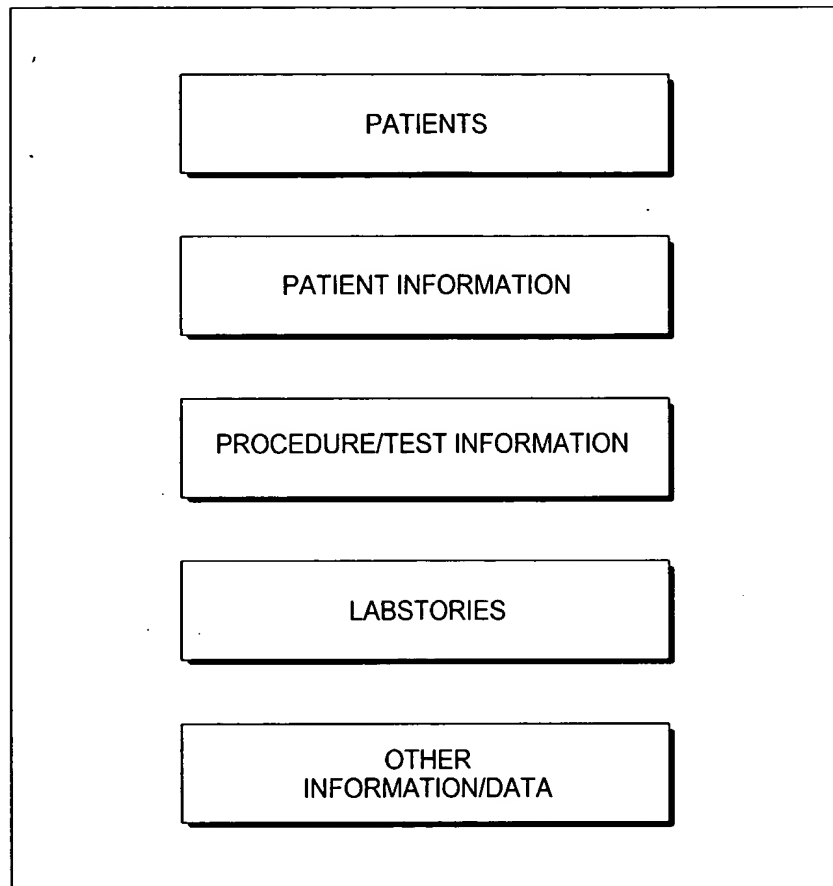 PATIENTS
PATIENT INFORMATION
PROCEDURE/TEST INFORMATION
LABSTORIES
OTHER
INFORMATION/DATA